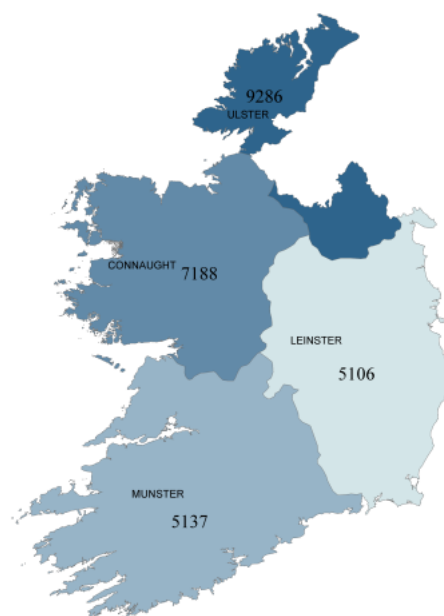 9286
ULSTER
CONNAUGHT
7188
LEINSTER
5106
MUNSTER
5137